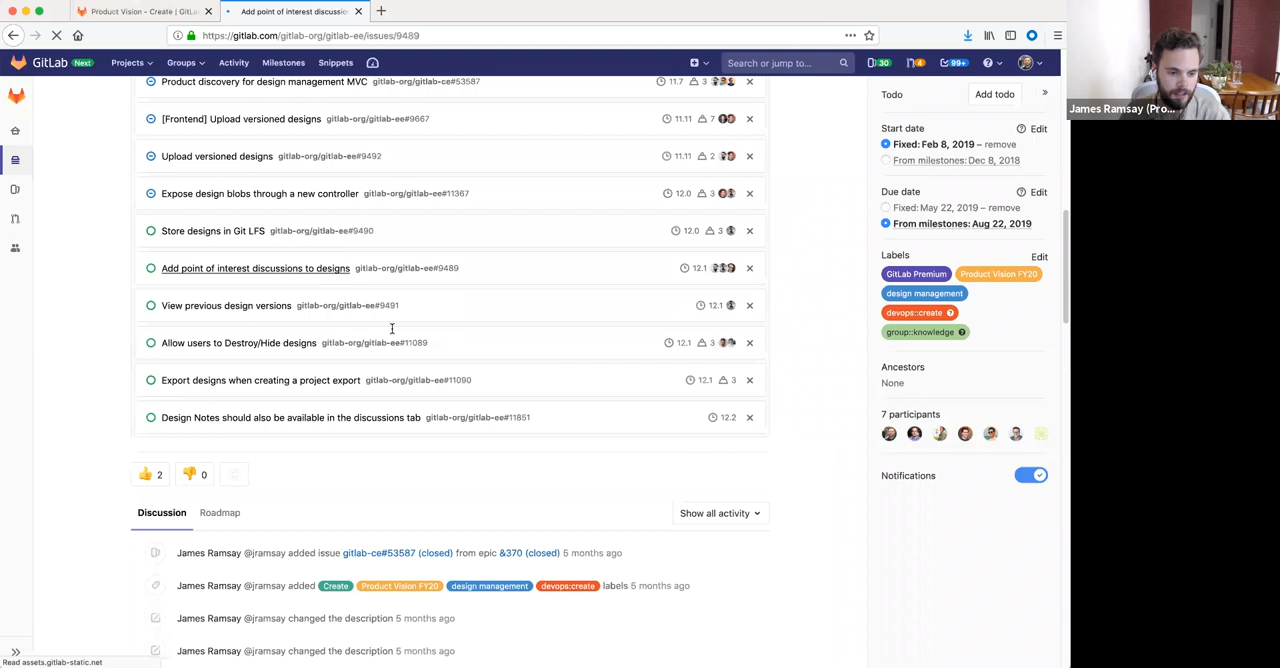 Product Vision - Create | GitLa
Add point of interest discussio
https://gitlab.com/gitlab-org/gitlab-ee/issues/9489
GitLab Next Projects Groups Activity Milestones Snippets Search or jump to... 30 4 99+
Product discovery for design management MVC gitlab-org/gitlab-ce#53587 11.7 3
[Frontend] Upload versioned designs gitlab-org/gitlab-ee#9667 11.11 7
Upload versioned designs gitlab-org/gitlab-ee#9492 11.11 2
Expose design blobs through a new controller gitlab-org/gitlab-ee#11367 12.0 3
Store designs in Git LFS gitlab-org/gitlab-ee#9490 12.0 3
Add point of interest discussions to designs gitlab-org/gitlab-ee#9489 12.1
View previous design versions gitlab-org/gitlab-ee#9491 12.1
Allow users to Destroy/Hide designs gitlab-org/gitlab-ee#11089 12.1 3
Export designs when creating a project export gitlab-org/gitlab-ee#11090 12.1 3
Design Notes should also be available in the discussions tab gitlab-org/gitlab-ee#11851 12.2
2 0
Discussion Roadmap Show all activity
James Ramsay @jramsay added issue gitlab-ce#53587 (closed) from epic &370 (closed) 5 months ago
James Ramsay @jramsay added Create Product Vision FY20 design management devops:create labels 5 months ago
James Ramsay @jramsay changed the description 5 months ago
James Ramsay @jramsay changed the description 5 months ago
Read assets.gitlab-static.net
Todo Add todo
Start date Edit
Fixed: Feb 8, 2019 – remove
From milestones: Dec 8, 2018
Due date Edit
Fixed: May 22, 2019 – remove
From milestones: Aug 22, 2019
Labels Edit
GitLab Premium Product Vision FY20
design management
devops::create
group::knowledge
Ancestors
None
7 participants
Notifications
James Ramsay (Pro...